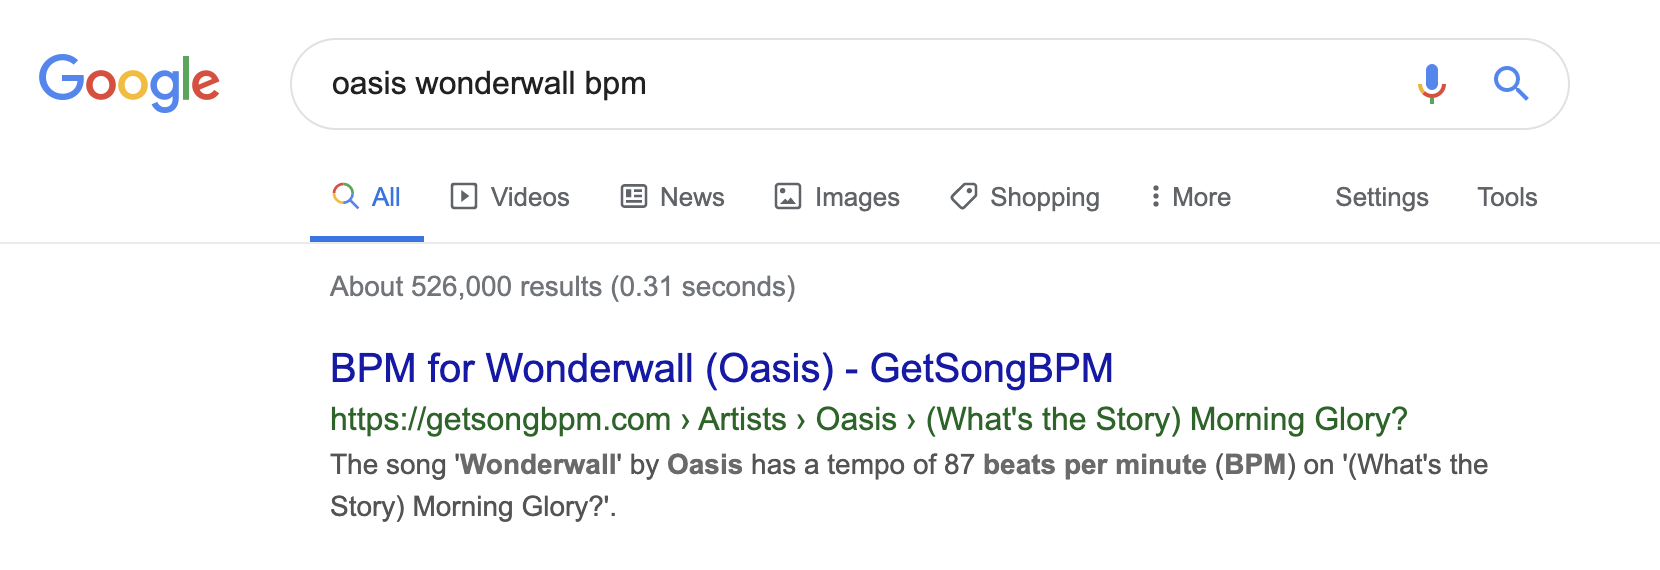 Google
oasis wonderwall bpm
All Videos News Images Shopping More Settings Tools
About 526,000 results (0.31 seconds)
BPM for Wonderwall (Oasis) - GetSongBPM
https://getsongbpm.com › Artists › Oasis › (What's the Story) Morning Glory?
The song 'Wonderwall' by Oasis has a tempo of 87 beats per minute (BPM) on '(What's the
Story) Morning Glory?'.